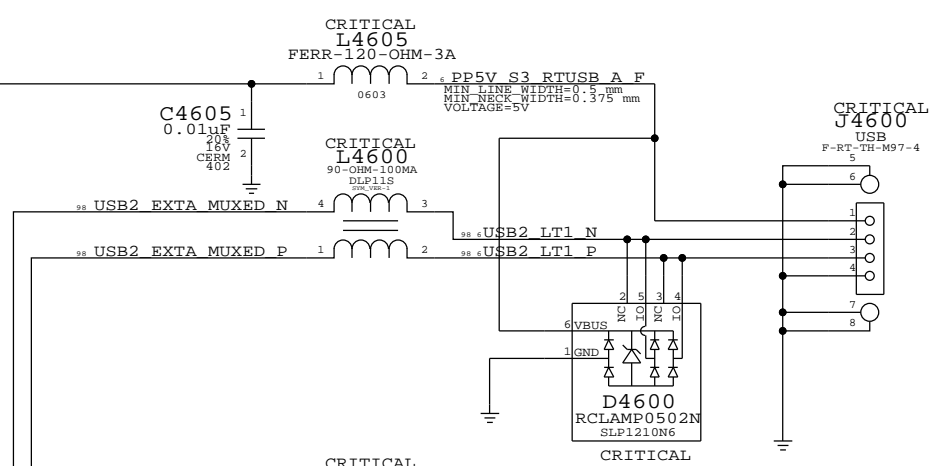 CRITICAL
L4605
FERR-120-OHM-3A
1
2
6 PP5V_S3_RTUSB_A_F
MIN_LINE_WIDTH=0.5 mm
MIN_NECK_WIDTH=0.375 mm
VOLTAGE=5V
0603
C4605
1
0.01uF
20%
16V
CERM
402
2
CRITICAL
L4600
90-OHM-100MA
DLP11S
SYM_VER-1
98 USB2_EXTA_MUXED_N
4
3
98 6 USB2_LT1_N
98 USB2_EXTA_MUXED_P
1
2
98 6 USB2_LT1_P
CRITICAL
J4600
USB
F-RT-TH-M97-4
5
6
1
2
3
4
7
8
2
5
3
4
NC
IO
NC
IO
6
VBUS
1
GND
D4600
RCLAMP0502N
SLP1210N6
CRITICAL
CRITICAL